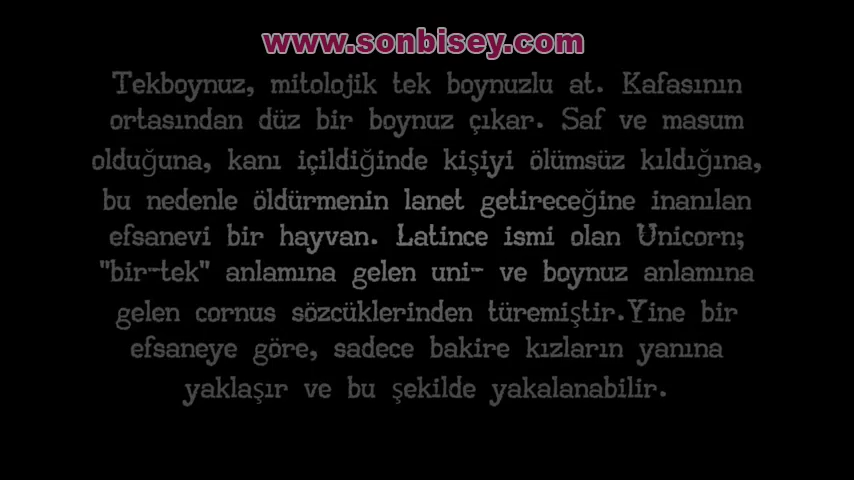 www.sonbisey.com
Tekboynuz, mitolojik tek boynuzlu at. Kafasının
ortasından düz bir boynuz çıkar. Saf ve masum
olduğuna, kanı içildiğinde kişiyi ölümsüz kıldığına,
bu nedenle öldürmenin lanet getireceğine inanılan
efsanevi bir hayvan. Latince ismi olan Unicorn;
"bir-tek" anlamına gelen uni- ve boynuz anlamına
gelen cornus sözcüklerinden türemiştir.Yine bir
efsaneye göre, sadece bakire kızların yanına
yaklaşır ve bu şekilde yakalanabilir.